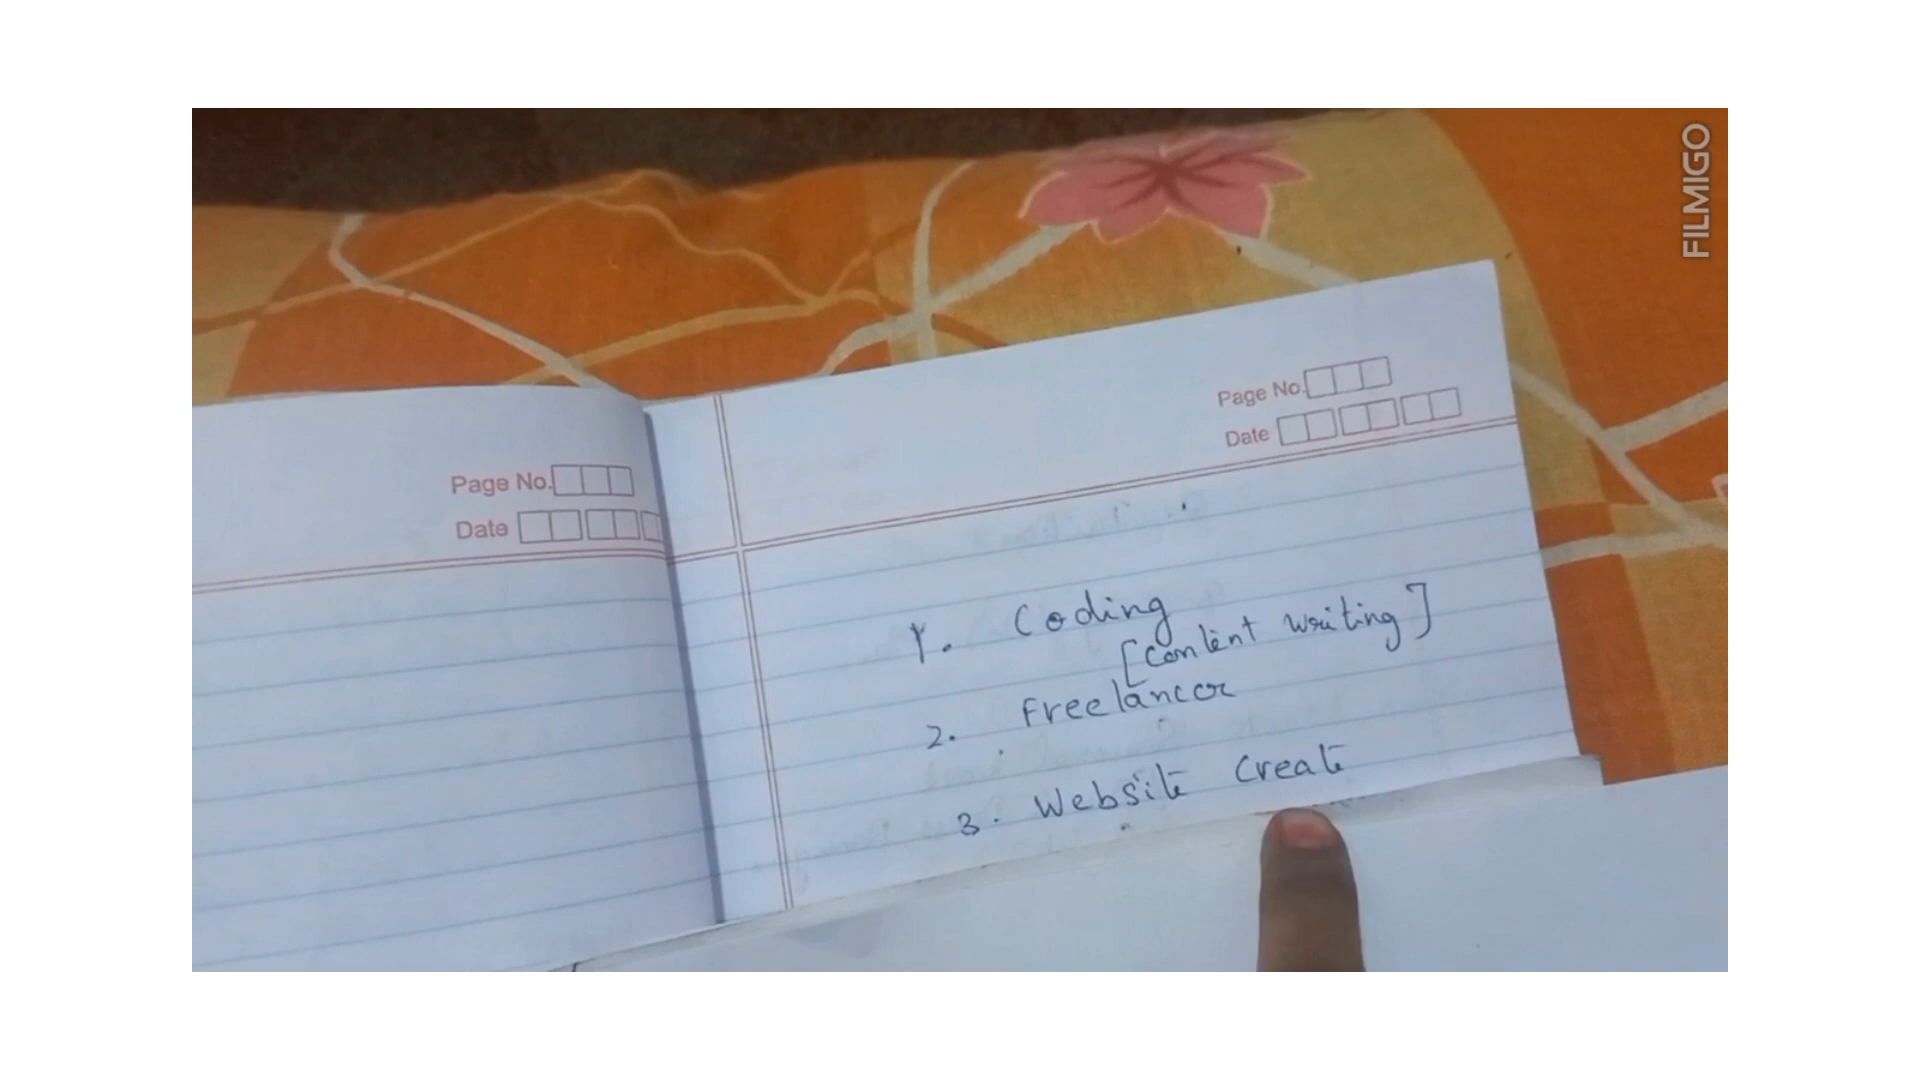 FILMIGO
Page No.
Date
Page No.
Date
1. Coding
[Content writing]
2. Freelancer
3. Website Create